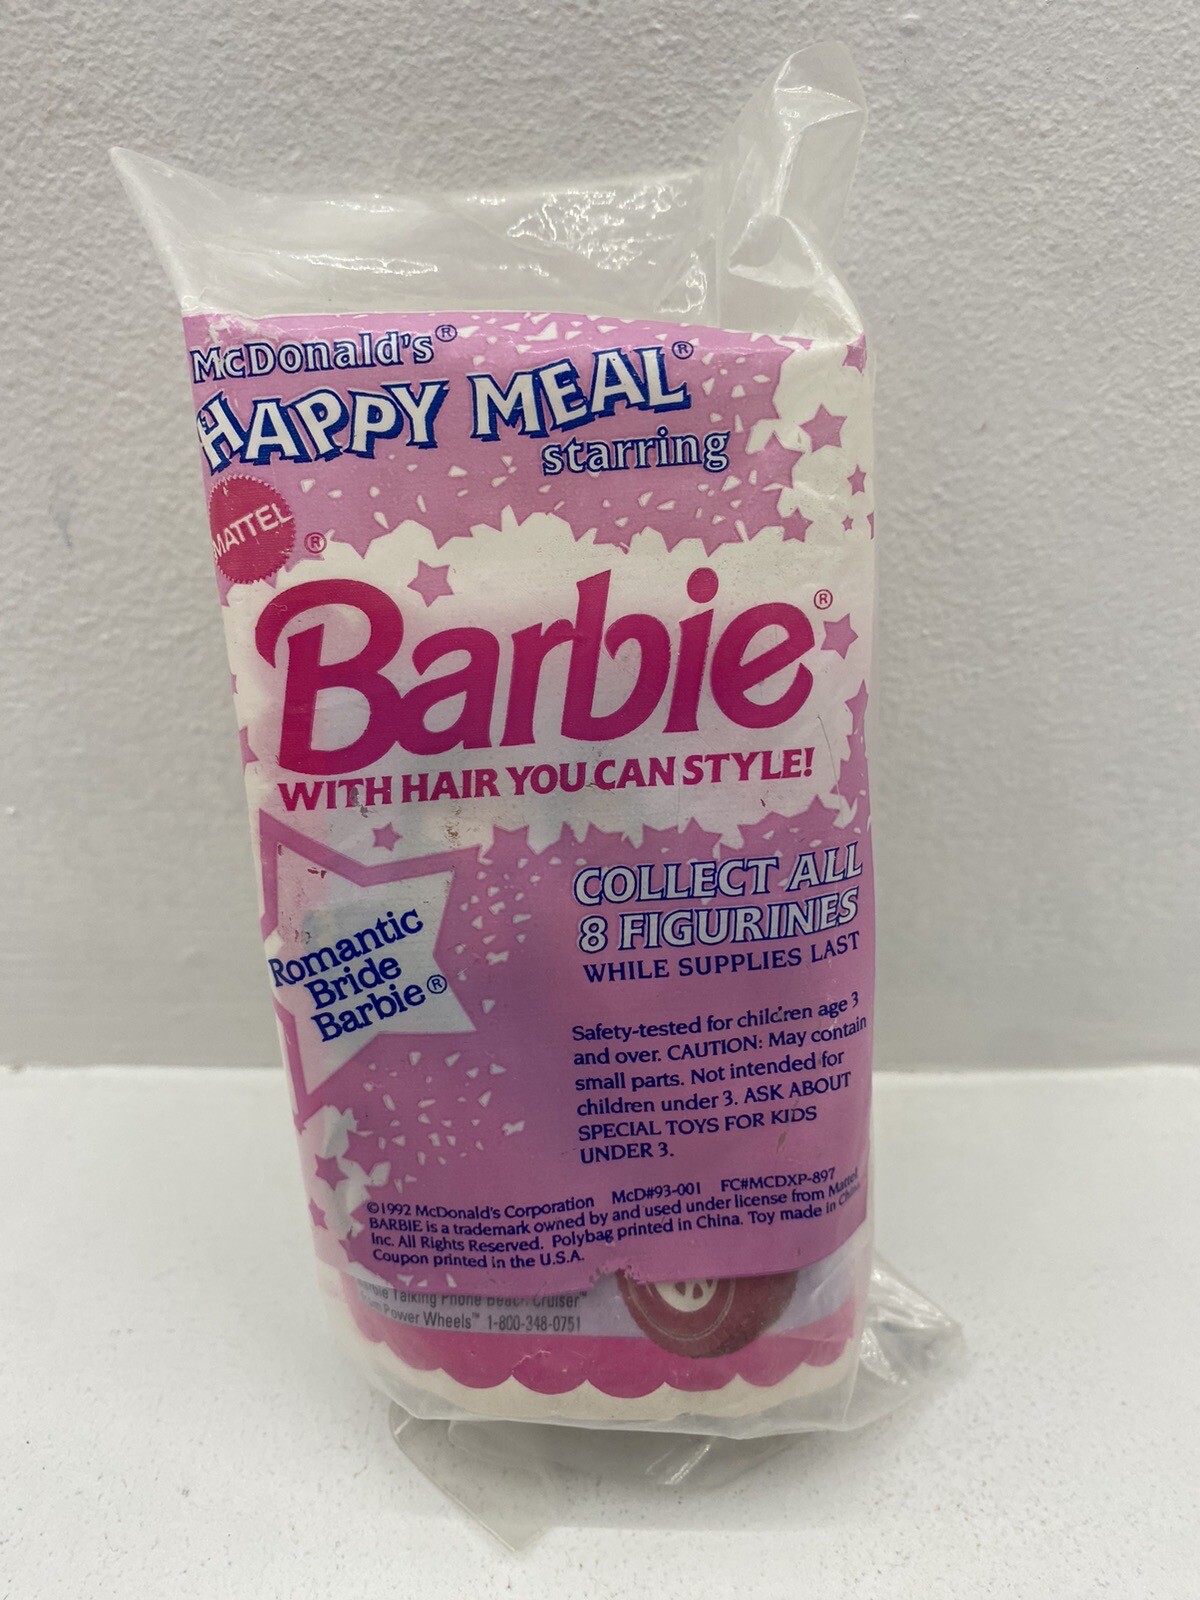 McDonald's®
HAPPY MEAL®
starring
MATTEL
®
Barbie®
WITH HAIR YOU CAN STYLE!
Romantic
Bride
Barbie®
COLLECT ALL
8 FIGURINES
WHILE SUPPLIES LAST
Safety-tested for children age 3
and over. CAUTION: May contain
small parts. Not intended for
children under 3. ASK ABOUT
SPECIAL TOYS FOR KIDS
UNDER 3.
©1992 McDonald's Corporation McD#93-001 FC#MCDXP-897
BARBIE is a trademark owned by and used under license from Mattel
Inc. All Rights Reserved. Polybag printed in China. Toy made in China.
Coupon printed in the U.S.A.
Talking Phone Beach Cruiser™
Power Wheels™ 1-800-348-0751